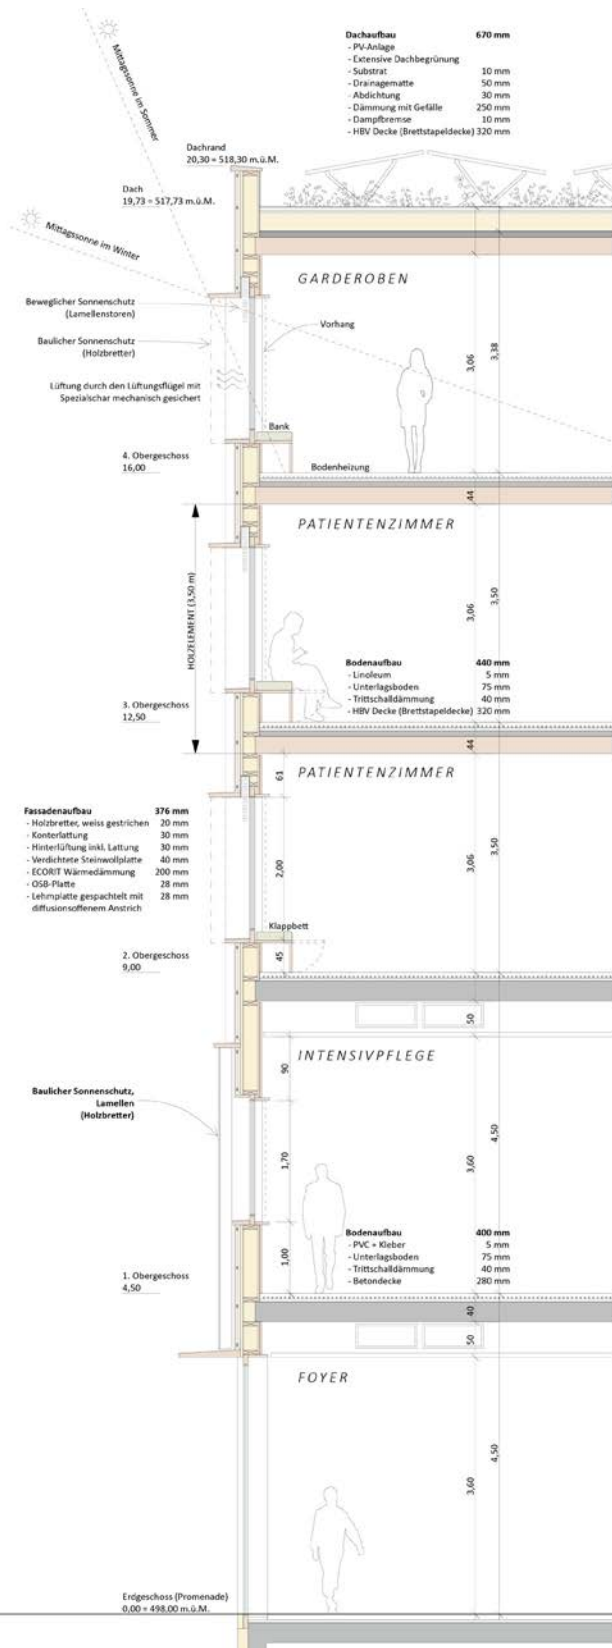 Dachaufbau 670 mm
- PV-Anlage
- Extensive Dachbegrünung
- Substrat 10 mm
- Drainagematte 50 mm
- Abdichtung 30 mm
- Dämmung mit Gefälle 250 mm
- Dampfbremse 10 mm
- HBV Decke (Brettstapeldecke) 320 mm
Mittagssonne im Sommer
Dachrand
20,30 = 518,30 m.ü.M.
Dach
19,73 = 517,73 m.ü.M.
Mittagssonne im Winter
GARDEROBEN
Beweglicher Sonnenschutz
(Lamellenstoren)
Vorhang
Baulicher Sonnenschutz
(Holzbretter)
3,06
3,38
Lüftung durch den Lüftungsflügel mit
Spezialschar mechanisch gesichert
Bank
4. Obergeschoss
16,00
Bodenheizung
44
PATIENTENZIMMER
HOLZELEMENT (3,50 m)
3,06
3,50
Bodenaufbau 440 mm
- Linoleum 5 mm
- Unterlagsboden 75 mm
- Trittschalldämmung 40 mm
- HBV Decke (Brettstapeldecke) 320 mm
3. Obergeschoss
12,50
44
61
PATIENTENZIMMER
Fassadenaufbau 376 mm
- Holzbretter, weiss gestrichen 20 mm
- Konterlattung 30 mm
- Hinterlüftung inkl. Lattung 30 mm
- Verdichtete Steinwollplatte 40 mm
- ECORIT Wärmedämmung 200 mm
- OSB-Platte 28 mm
- Lehmplatte gespachtelt mit 28 mm
diffusionsoffenem Anstrich
2,00
3,06
3,50
Klappbett
45
2. Obergeschoss
9,00
50
INTENSIVPFLEGE
90
Baulicher Sonnenschutz,
Lamellen
(Holzbretter)
1,70
3,60
4,50
1,00
Bodenaufbau 400 mm
- PVC + Kleber 5 mm
- Unterlagsboden 75 mm
- Trittschalldämmung 40 mm
- Betondecke 280 mm
1. Obergeschoss
4,50
40
50
FOYER
3,60
4,50
Erdgeschoss (Promenade)
0,00 = 498,00 m.ü.M.